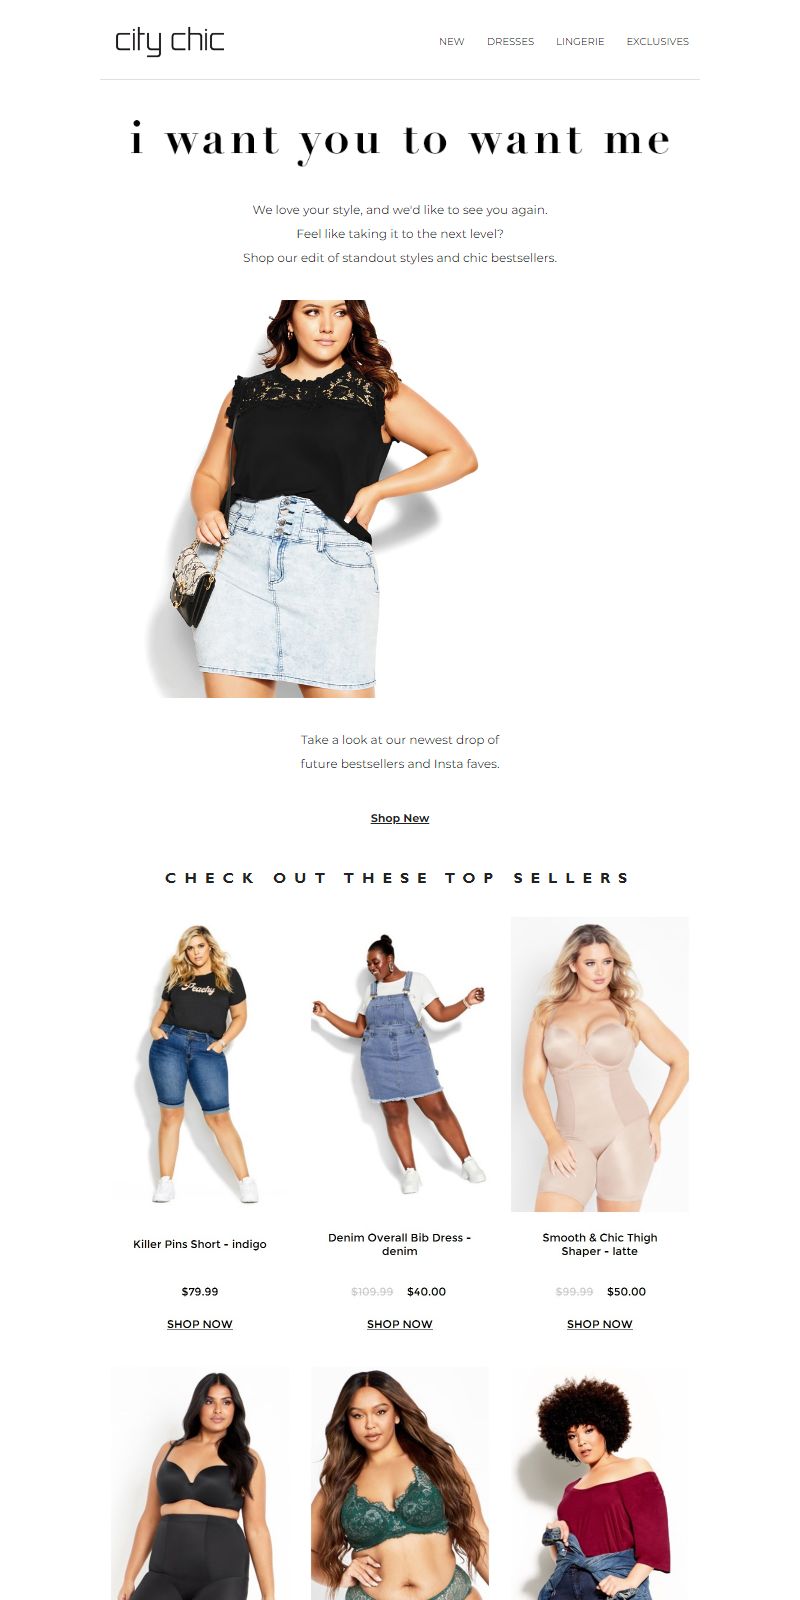 city chic
NEW DRESSES LINGERIE EXCLUSIVES
i want you to want me
We love your style, and we'd like to see you again.
Feel like taking it to the next level?
Shop our edit of standout styles and chic bestsellers.
Take a look at our newest drop of
future bestsellers and Insta faves.
Shop New
CHECK OUT THESE TOP SELLERS
Peachy
Killer Pins Short - indigo
Denim Overall Bib Dress -
denim
Smooth & Chic Thigh
Shaper - latte
$79.99
$109.99 $40.00
$99.99 $50.00
SHOP NOW
SHOP NOW
SHOP NOW